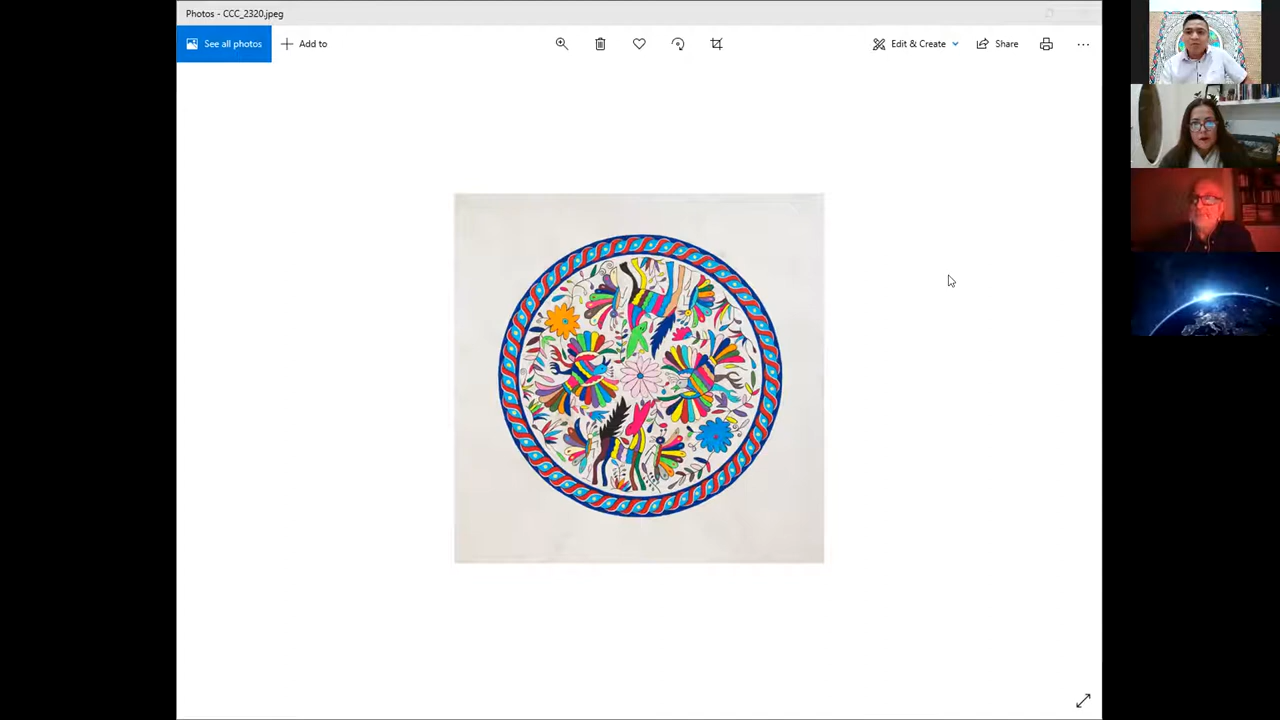 Photos - CCC_2320.jpeg
See all photos
Add to
Edit & Create
Share